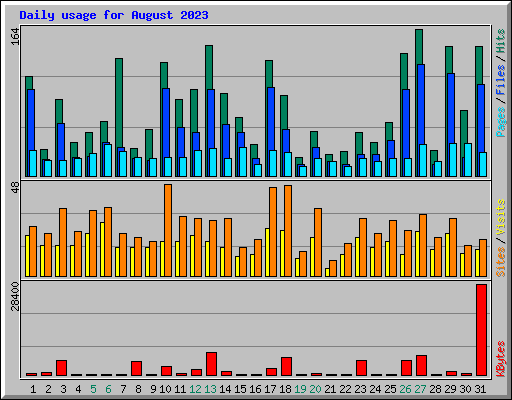 Daily usage for August 2023
164
Pages / Files / Hits
48
Sites / Visits
28400
KBytes
1 2 3 4 5 6 7 8 9 10 11 12 13 14 15 16 17 18 19 20 21 22 23 24 25 26 27 28 29 30 31